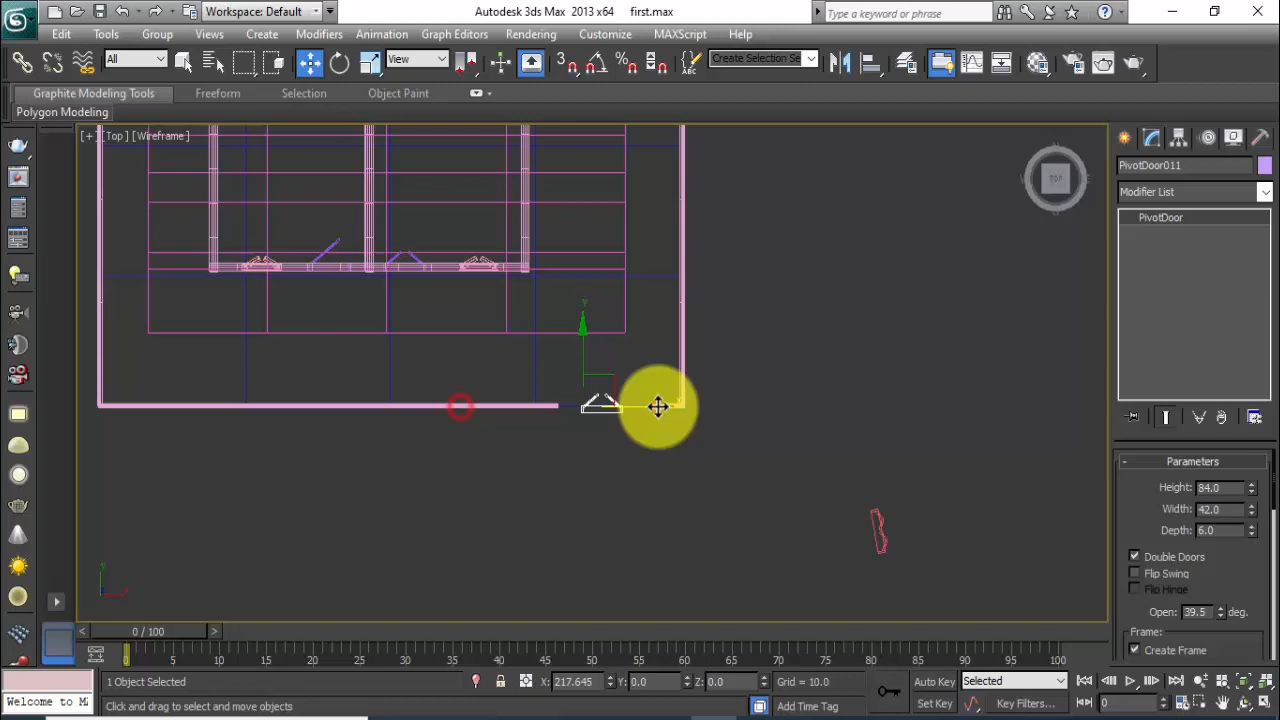 Workspace: Default
Autodesk 3ds Max 2013 x64
first.max
Type a keyword or phrase
Edit Tools Group Views Create Modifiers Animation Graph Editors Rendering Customize MAXScript Help
All
View
Create Selection Se
Graphite Modeling Tools Freeform Selection Object Paint
Polygon Modeling
[+] [Top] [Wireframe]
TOP
PivotDoor011
Modifier List
PivotDoor
- Parameters
Height: 84.0
Width: 42.0
Depth: 6.0
Double Doors
Flip Swing
Flip Hinge
Open: 39.5 deg.
Frame:
Create Frame
y
y
x
0 / 100
0 5 10 15 20 25 30 35 40 45 50 55 60 65 70 75 80 85 90 95 100
1 Object Selected
X: 217.645 Y: 0.0 Z: 0.0
Grid = 10.0
Auto Key Selected
Welcome to M
Click and drag to select and move objects
Add Time Tag
Set Key Key Filters... 0